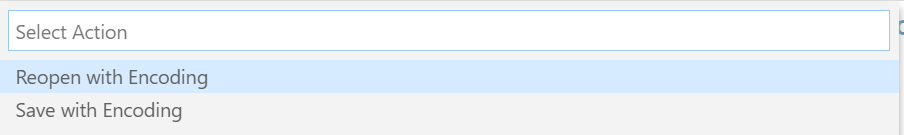 Select Action
Reopen with Encoding
Save with Encoding